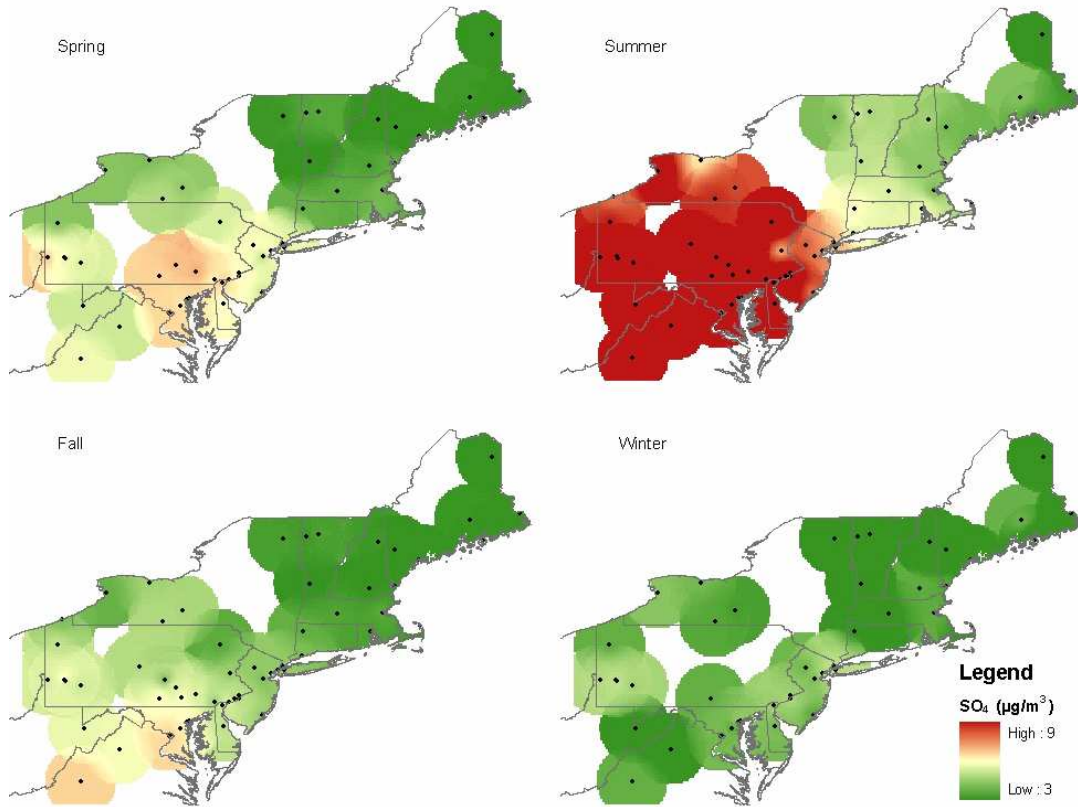 Spring
Summer
Fall
Winter
Legend
SO₄ (µg/m³)
High : 9
Low : 3